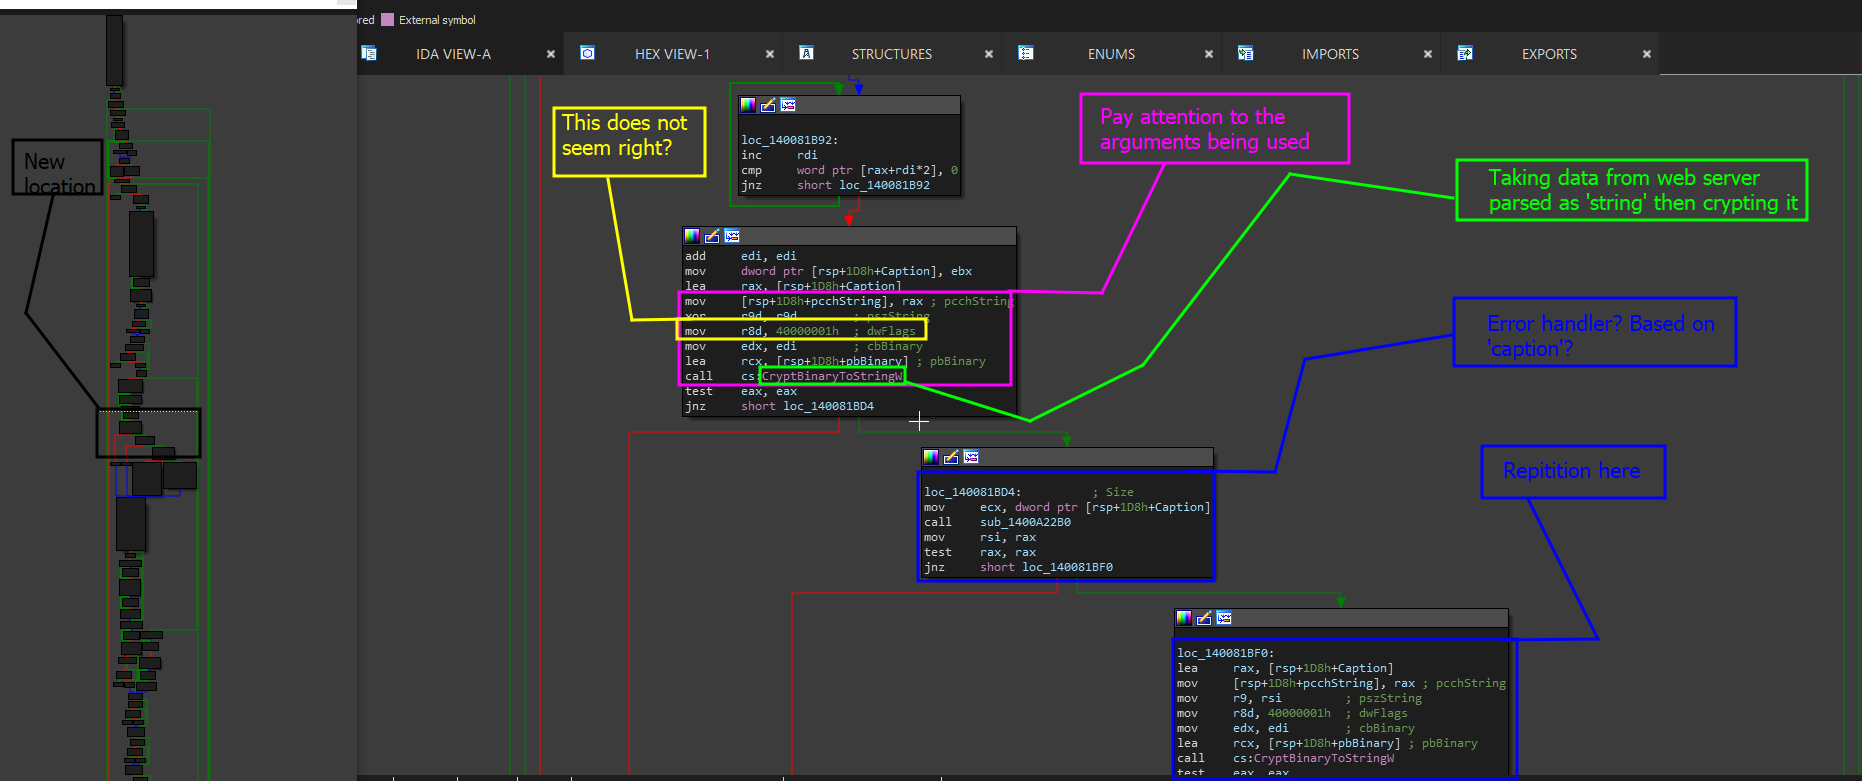 ored External symbol
IDA VIEW-A
HEX VIEW-1
STRUCTURES
ENUMS
IMPORTS
EXPORTS
New
location
This does not
seem right?
Pay attention to the
arguments being used
Taking data from web server
parsed as 'string' then crypting it
Error handler? Based on
'caption'?
Repitition here
loc_140081B92:
inc rdi
cmp word ptr [rax+rdi*2], 0
jnz short loc_140081B92
add edi, edi
mov dword ptr [rsp+1D8h+Caption], ebx
lea rax, [rsp+1D8h+Caption]
mov [rsp+1D8h+pcchString], rax ; pcchString
xor r9d, r9d ; pszString
mov r8d, 40000001h ; dwFlags
mov edx, edi ; cbBinary
lea rcx, [rsp+1D8h+pbBinary] ; pbBinary
call cs:CryptBinaryToStringW
test eax, eax
jnz short loc_140081BD4
loc_140081BD4: ; Size
mov ecx, dword ptr [rsp+1D8h+Caption]
call sub_1400A22B0
mov rsi, rax
test rax, rax
jnz short loc_140081BF0
loc_140081BF0:
lea rax, [rsp+1D8h+Caption]
mov [rsp+1D8h+pcchString], rax ; pcchString
mov r9, rsi ; pszString
mov r8d, 40000001h ; dwFlags
mov edx, edi ; cbBinary
lea rcx, [rsp+1D8h+pbBinary] ; pbBinary
call cs:CryptBinaryToStringW
test eax, eax